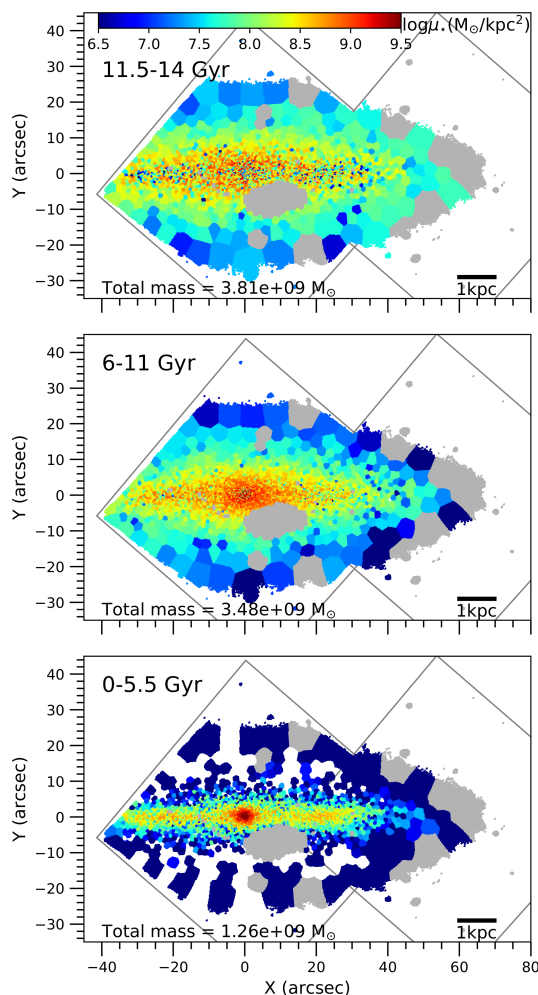 6.5 7.0 7.5 8.0 8.5 9.0 9.5 logμ⋆(M⊙/kpc²)
11.5-14 Gyr
40
30
20
10
0
−10
−20
−30
Y (arcsec)
Total mass = 3.81e+09 M⊙
1kpc
6-11 Gyr
40
30
20
10
0
−10
−20
−30
Y (arcsec)
Total mass = 3.48e+09 M⊙
1kpc
0-5.5 Gyr
40
30
20
10
0
−10
−20
−30
Y (arcsec)
Total mass = 1.26e+09 M⊙
1kpc
−40 −20 0 20 40 60 80
X (arcsec)